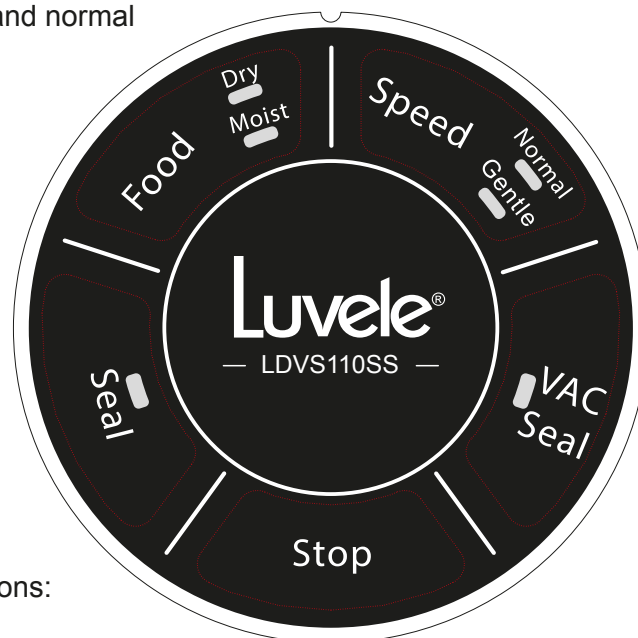 and normal
Dry
Moist
Food
Speed
Normal
Gentle
Luvele®
— LDVS110SS —
Seal
VAC
Seal
Stop
ons: